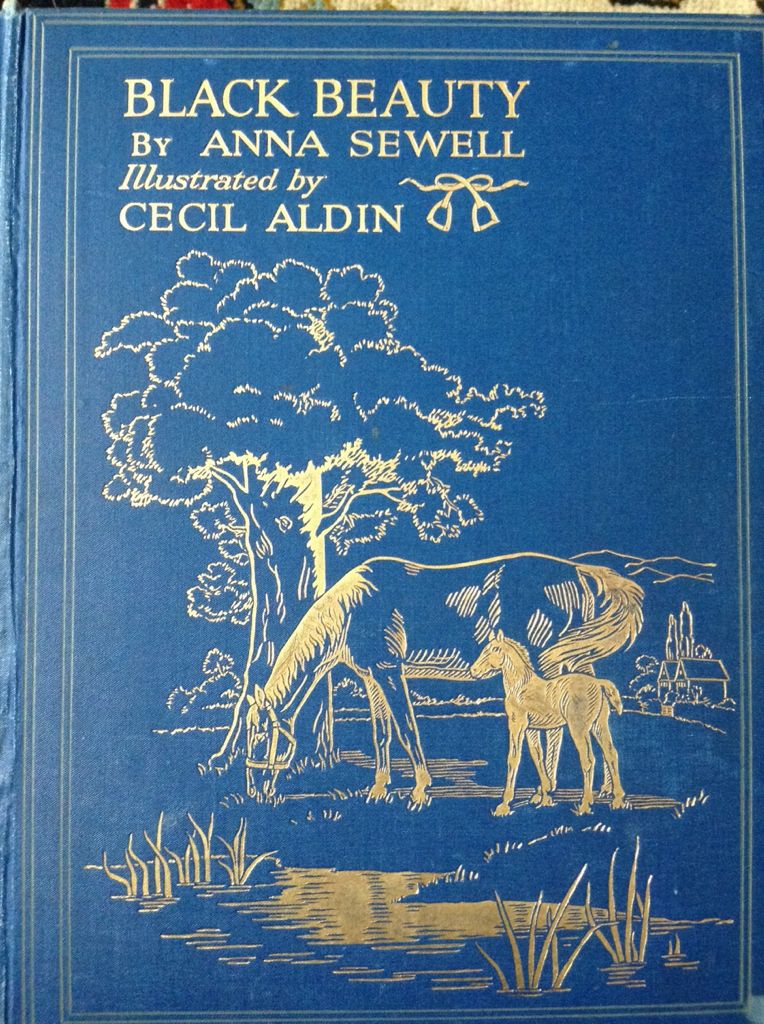 BLACK BEAUTY
BY ANNA SEWELL
Illustrated by
CECIL ALDIN